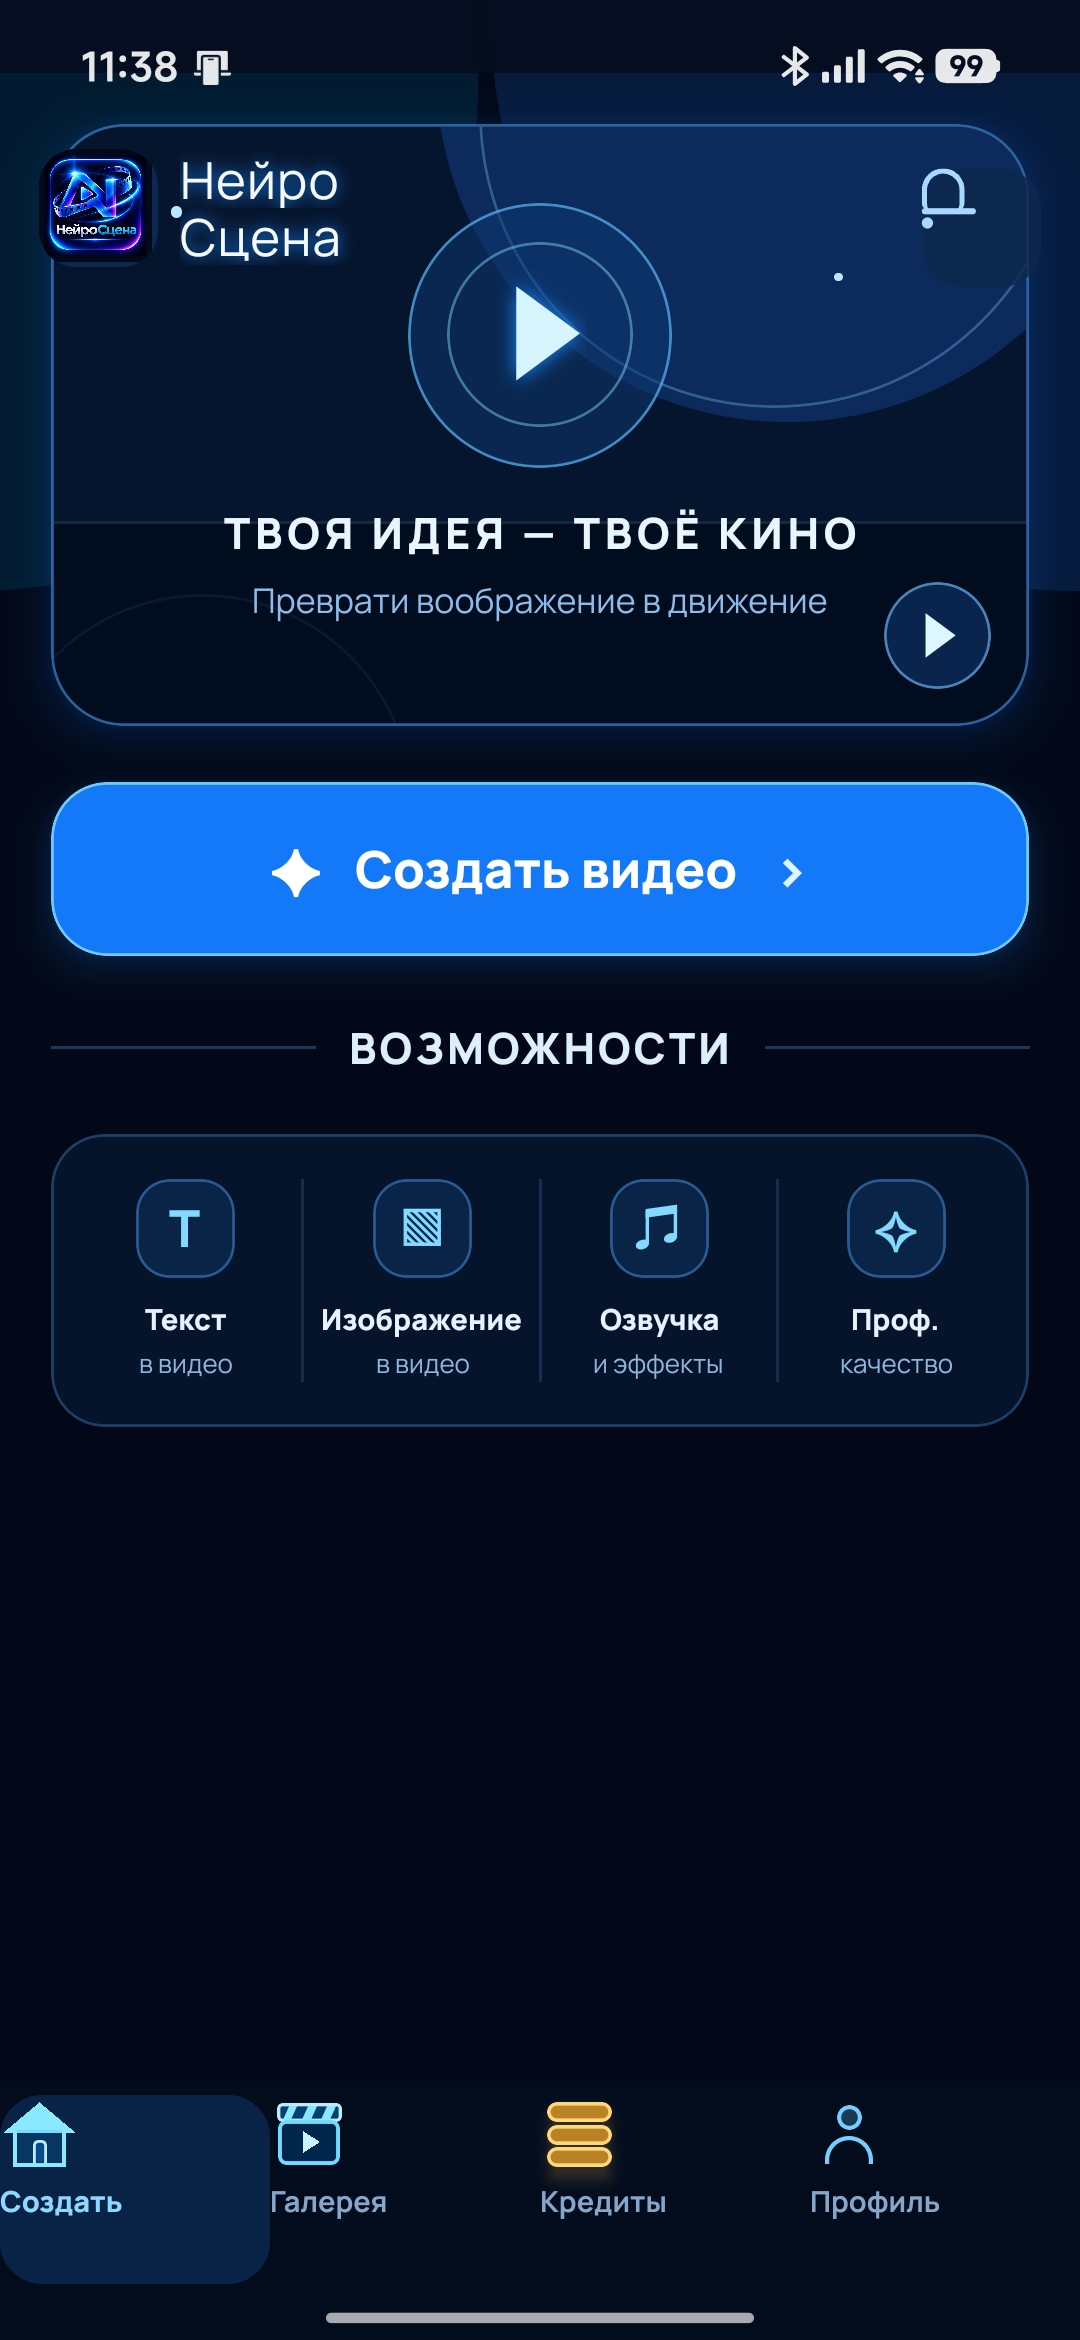 11:38
99
НейроСцена
Нейро
Сцена
ТВОЯ ИДЕЯ — ТВОЁ КИНО
Преврати воображение в движение
Создать видео
ВОЗМОЖНОСТИ
T
Текст
в видео
Изображение
в видео
Озвучка
и эффекты
Проф.
качество
Создать
Галерея
Кредиты
Профиль